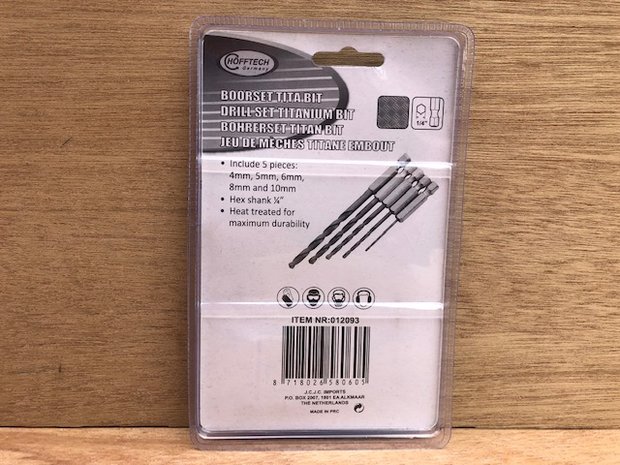 HOFFTECH
Germany
BOORSET TITA.BIT
DRILL SET TITANIUM BIT
BOHRERSET TITAN BIT
JEU DE MÈCHES TITANE EMBOUT
1/4"
• Include 5 pieces:
4mm, 5mm, 6mm,
8mm and 10mm
• Hex shank ¼”
• Heat treated for
maximum durability
ITEM NR:012093
8 718026 580605
J.C.J.C. IMPORTS
P.O. BOX 2007, 1801 EA ALKMAAR
THE NETHERLANDS
MADE IN PRC